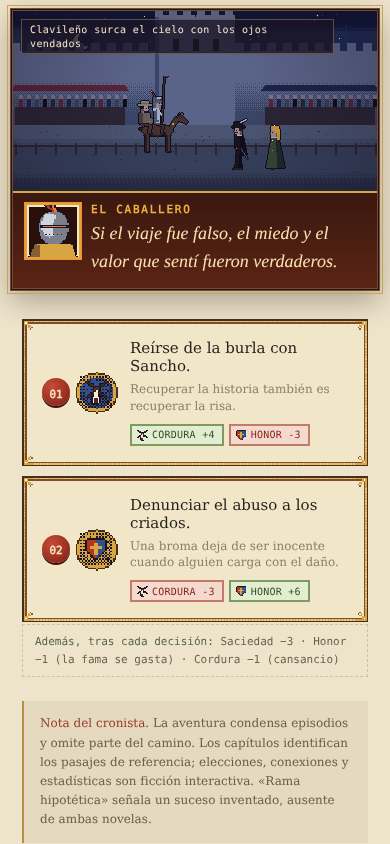 Clavileño surca el cielo con los ojos
vendados
EL CABALLERO
Si el viaje fue falso, el miedo y el
valor que sentí fueron verdaderos.
01
Reírse de la burla con
Sancho.
Recuperar la historia también es
recuperar la risa.
CORDURA +4 HONOR -3
02
Denunciar el abuso a los
criados.
Una broma deja de ser inocente
cuando alguien carga con el daño.
CORDURA -3 HONOR +6
Además, tras cada decisión: Saciedad −3 · Honor
−1 (la fama se gasta) · Cordura −1 (cansancio)
Nota del cronista. La aventura condensa episodios
y omite parte del camino. Los capítulos identifican
los pasajes de referencia; elecciones, conexiones y
estadísticas son ficción interactiva. «Rama
hipotética» señala un suceso inventado, ausente
de ambas novelas.